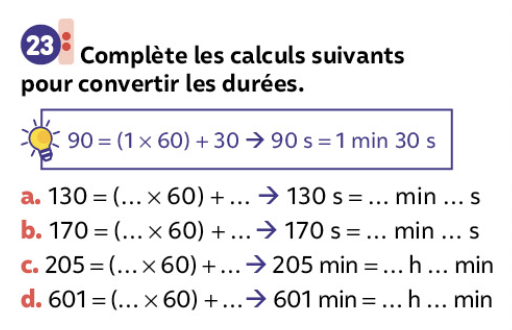 23 Complète les calculs suivants
pour convertir les durées.
90 = (1 × 60) + 30 → 90 s = 1 min 30 s
a. 130 = (... × 60) + ... → 130 s = ... min ... s
b. 170 = (... × 60) + ... → 170 s = ... min ... s
c. 205 = (... × 60) + ... → 205 min = ... h ... min
d. 601 = (... × 60) + ... → 601 min = ... h ... min